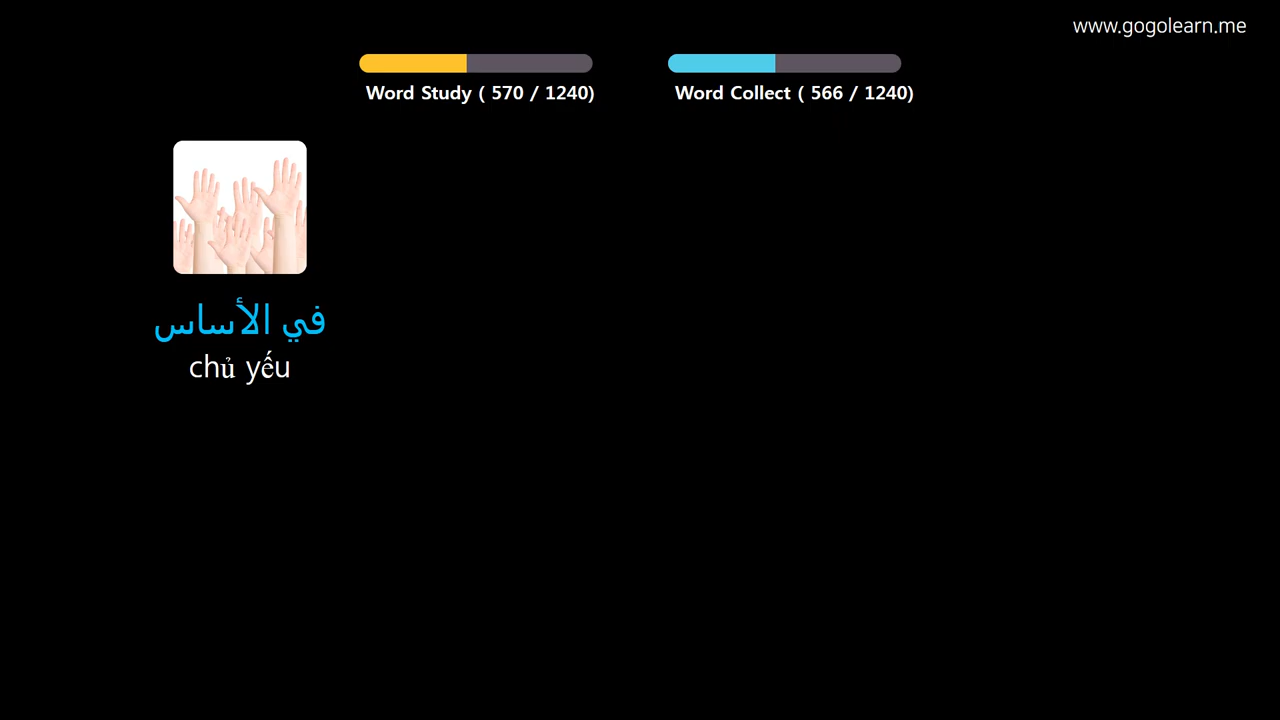 www.gogolearn.me
Word Study ( 570 / 1240)
Word Collect ( 566 / 1240)
في الأساس
chủ yếu